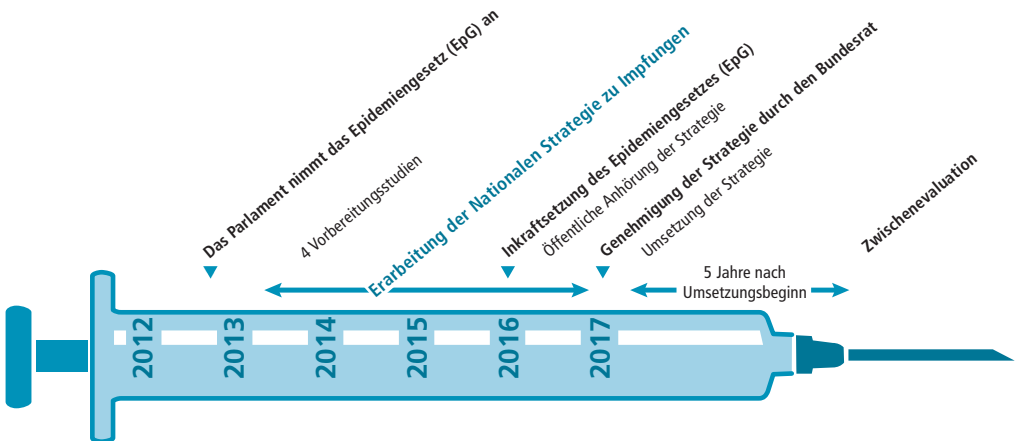 Das Parlament nimmt das Epidemiengesetz (EpG) an
4 Vorbereitungsstudien
Erarbeitung der Nationalen Strategie zu Impfungen
Inkraftsetzung des Epidemiengesetzes (EpG)
Öffentliche Anhörung der Strategie
Genehmigung der Strategie durch den Bundesrat
Umsetzung der Strategie
Zwischenevaluation
5 Jahre nach
Umsetzungsbeginn
2012
2013
2014
2015
2016
2017